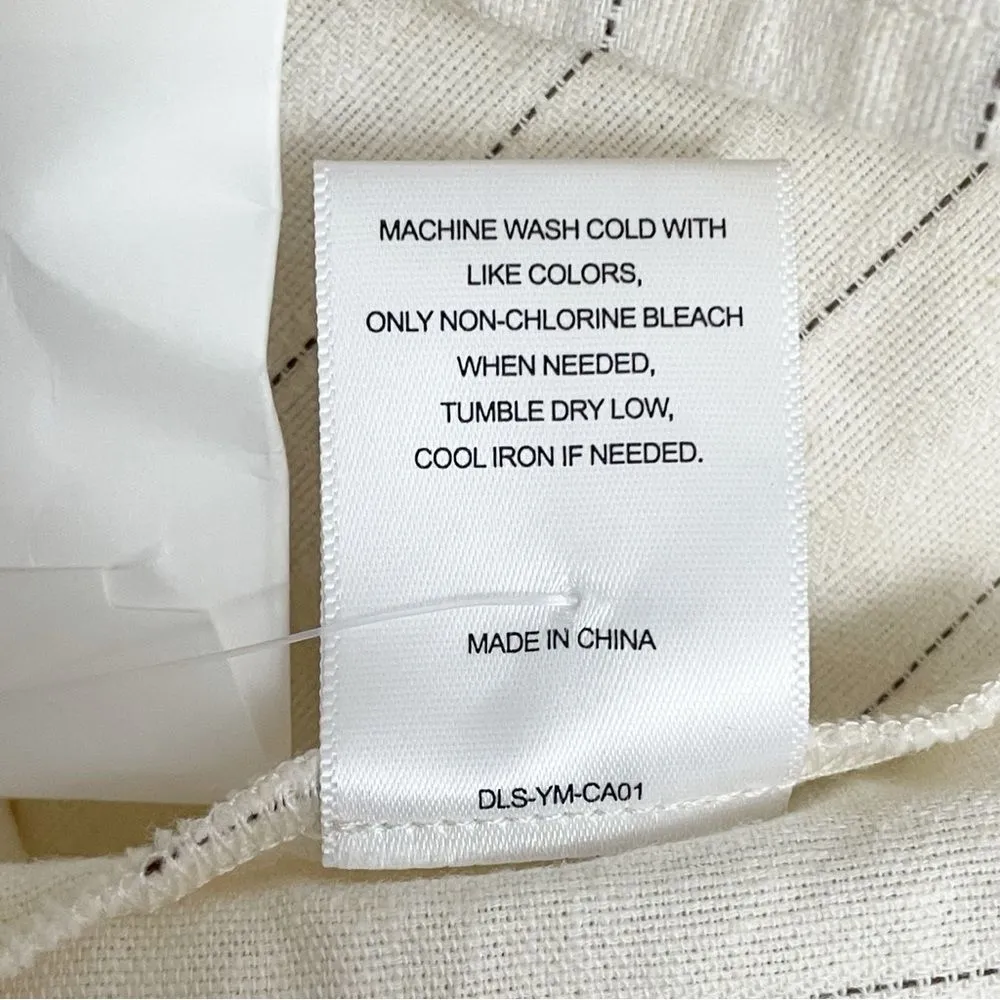 MACHINE WASH COLD WITH
LIKE COLORS,
ONLY NON-CHLORINE BLEACH
WHEN NEEDED,
TUMBLE DRY LOW,
COOL IRON IF NEEDED.
MADE IN CHINA
DLS-YM-CA01